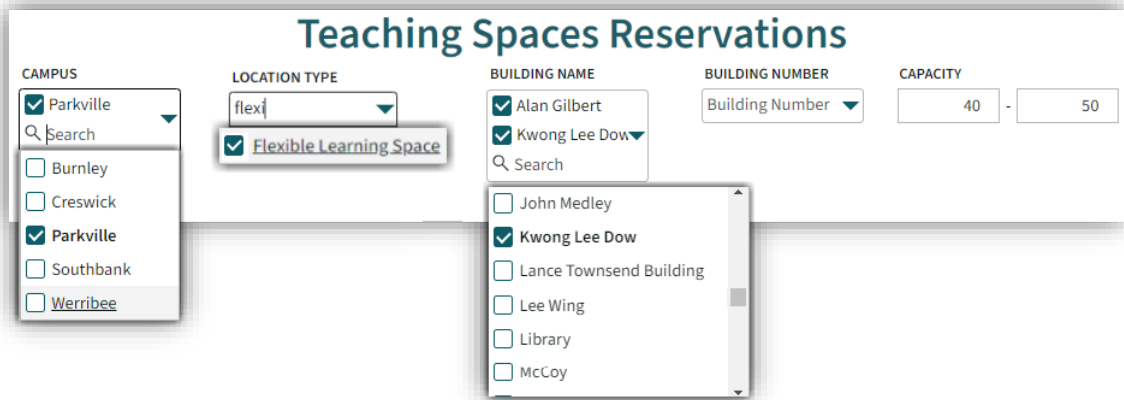 Teaching Spaces Reservations
CAMPUS
Parkville
Search
Burnley
Creswick
Parkville
Southbank
Werribee
LOCATION TYPE
flexi
Flexible Learning Space
BUILDING NAME
Alan Gilbert
Kwong Lee Dow
Search
John Medley
Kwong Lee Dow
Lance Townsend Building
Lee Wing
Library
McCoy
BUILDING NUMBER
Building Number
CAPACITY
40 - 50